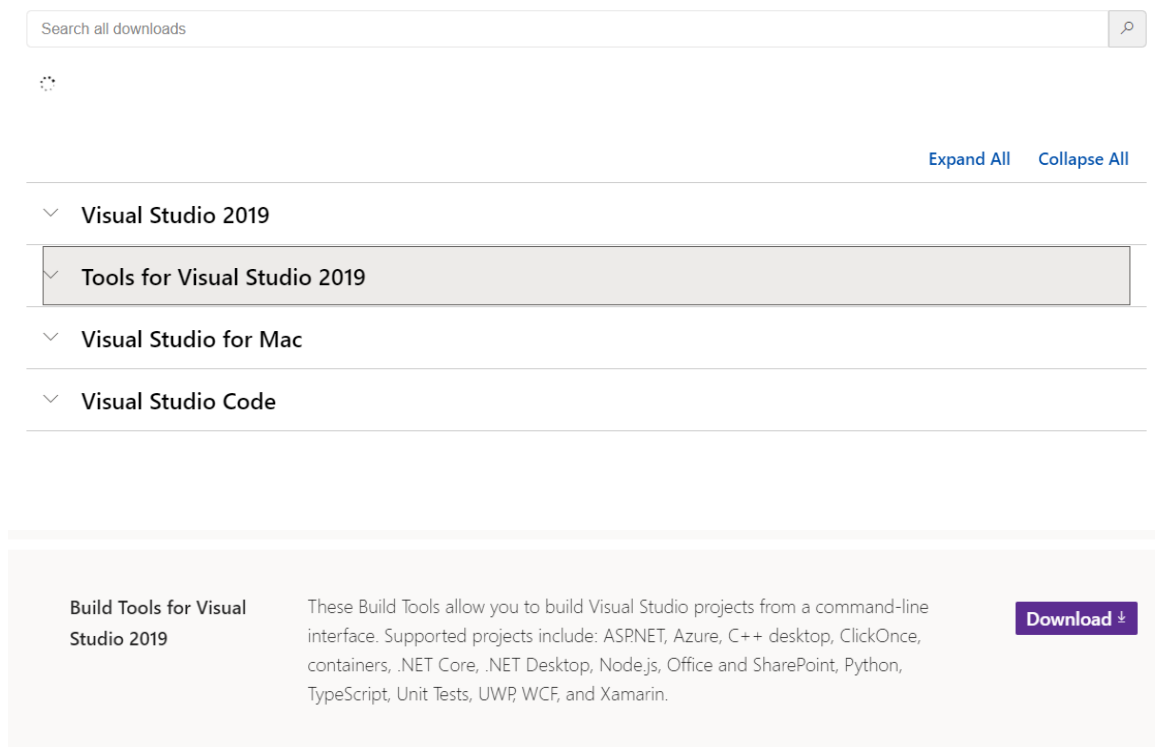 Search all downloads
Expand All Collapse All
Visual Studio 2019
Tools for Visual Studio 2019
Visual Studio for Mac
Visual Studio Code
Build Tools for Visual
Studio 2019
These Build Tools allow you to build Visual Studio projects from a command-line
interface. Supported projects include: ASP.NET, Azure, C++ desktop, ClickOnce,
containers, .NET Core, .NET Desktop, Node.js, Office and SharePoint, Python,
TypeScript, Unit Tests, UWP, WCF, and Xamarin.
Download